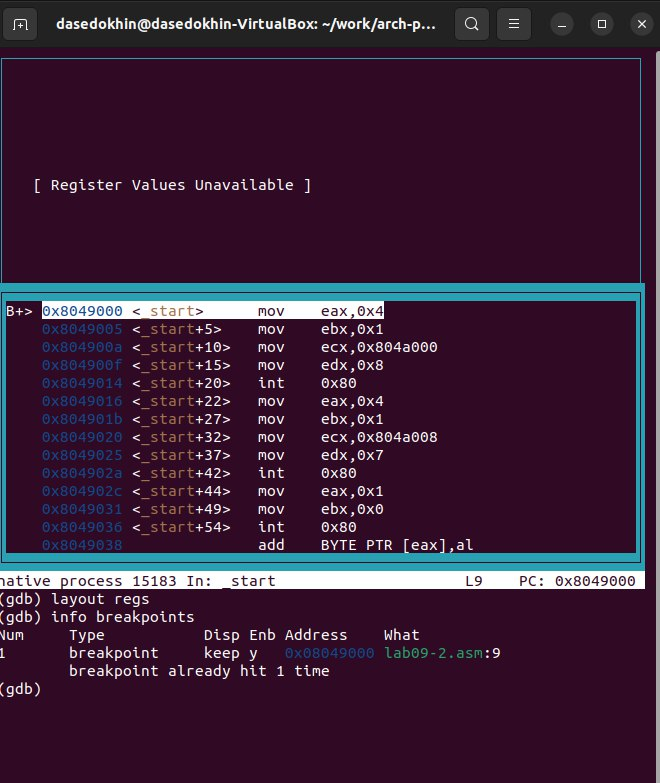 dasedokhin@dasedokhin-VirtualBox: ~/work/arch-p...
[ Register Values Unavailable ]
B+> 0x8049000 <_start>      mov    eax,0x4
    0x8049005 <_start+5>    mov    ebx,0x1
    0x804900a <_start+10>   mov    ecx,0x804a000
    0x804900f <_start+15>   mov    edx,0x8
    0x8049014 <_start+20>   int    0x80
    0x8049016 <_start+22>   mov    eax,0x4
    0x804901b <_start+27>   mov    ebx,0x1
    0x8049020 <_start+32>   mov    ecx,0x804a008
    0x8049025 <_start+37>   mov    edx,0x7
    0x804902a <_start+42>   int    0x80
    0x804902c <_start+44>   mov    eax,0x1
    0x8049031 <_start+49>   mov    ebx,0x0
    0x8049036 <_start+54>   int    0x80
    0x8049038               add    BYTE PTR [eax],al
native process 15183 In: _start                     L9    PC: 0x8049000
(gdb) layout regs
(gdb) info breakpoints
Num     Type           Disp Enb Address    What
1       breakpoint     keep y   0x08049000 lab09-2.asm:9
        breakpoint already hit 1 time
(gdb)